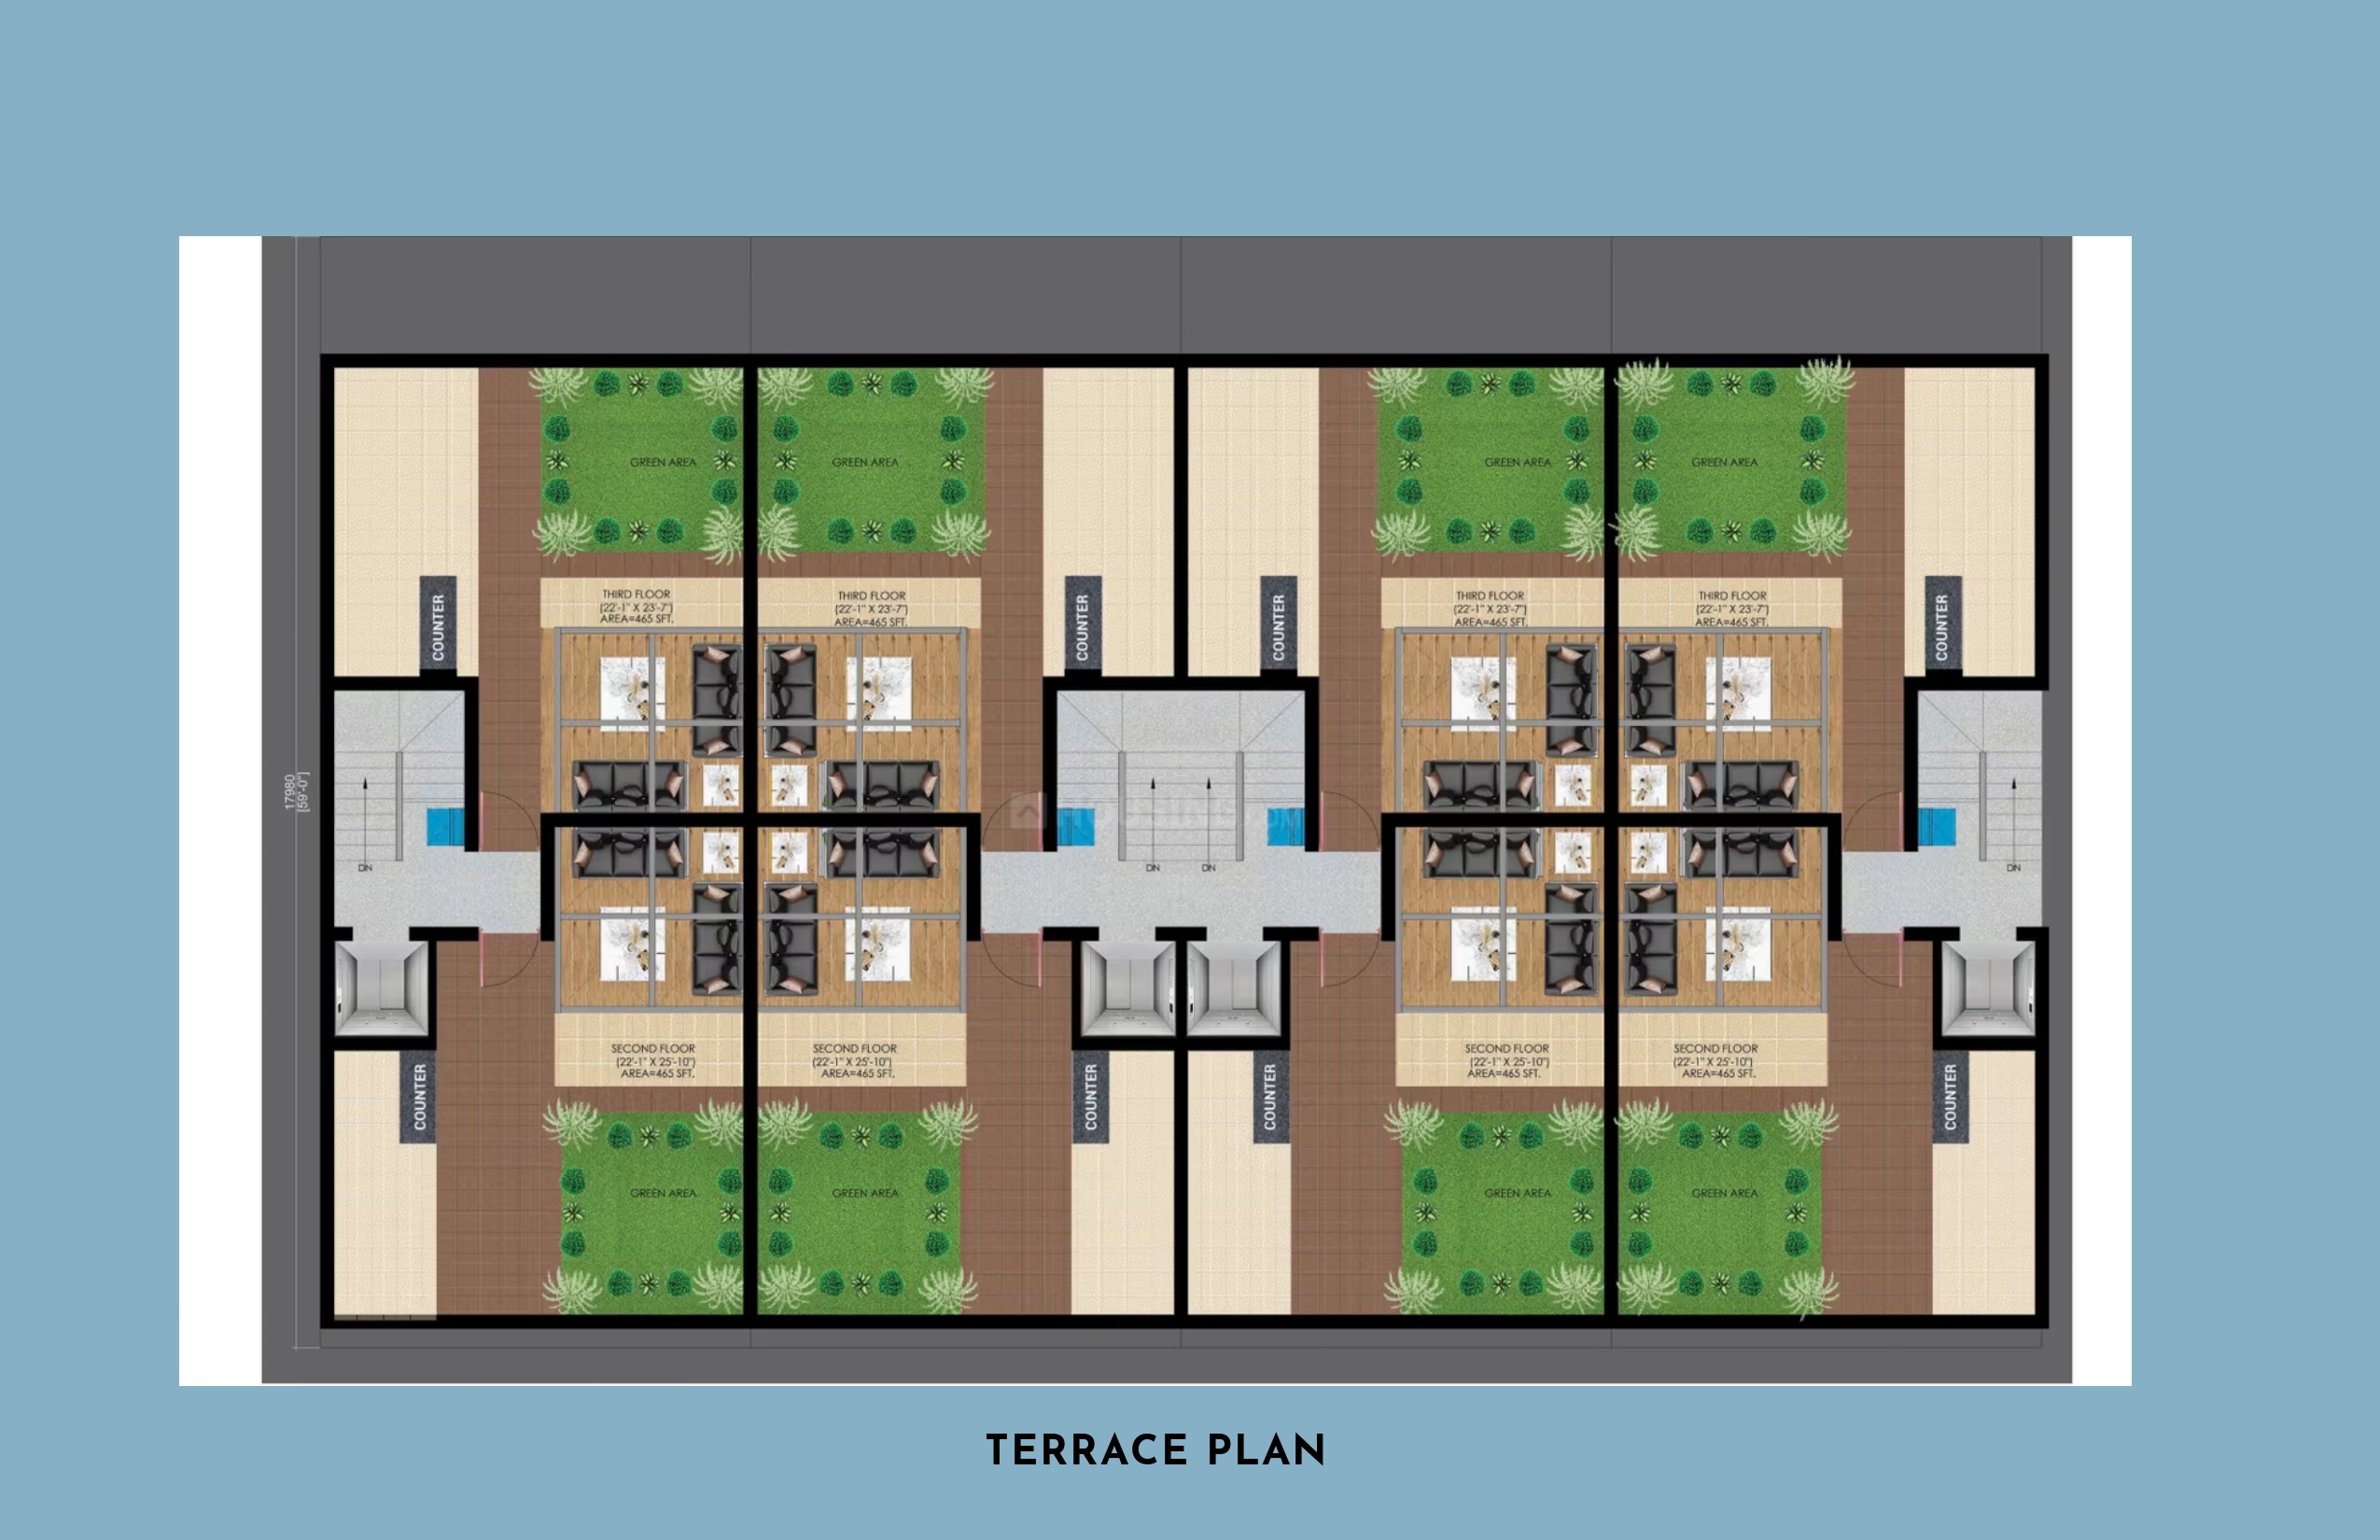 GREEN AREA
GREEN AREA
GREEN AREA
GREEN AREA
THIRD FLOOR
(22'-1" X 23'-7")
AREA=465 SFT.
THIRD FLOOR
(22'-1" X 23'-7")
AREA=465 SFT.
THIRD FLOOR
(22'-1" X 23'-7")
AREA=465 SFT.
THIRD FLOOR
(22'-1" X 23'-7")
AREA=465 SFT.
COUNTER
COUNTER
COUNTER
COUNTER
17980
[59'-0"]
HOUSING.COM
DN
DN
DN
DN
SECOND FLOOR
(22'-1" X 25'-10")
AREA=465 SFT.
SECOND FLOOR
(22'-1" X 25'-10")
AREA=465 SFT.
SECOND FLOOR
(22'-1" X 25'-10")
AREA=465 SFT.
SECOND FLOOR
(22'-1" X 25'-10")
AREA=465 SFT.
COUNTER
COUNTER
COUNTER
COUNTER
GREEN AREA
GREEN AREA
GREEN AREA
GREEN AREA
TERRACE PLAN